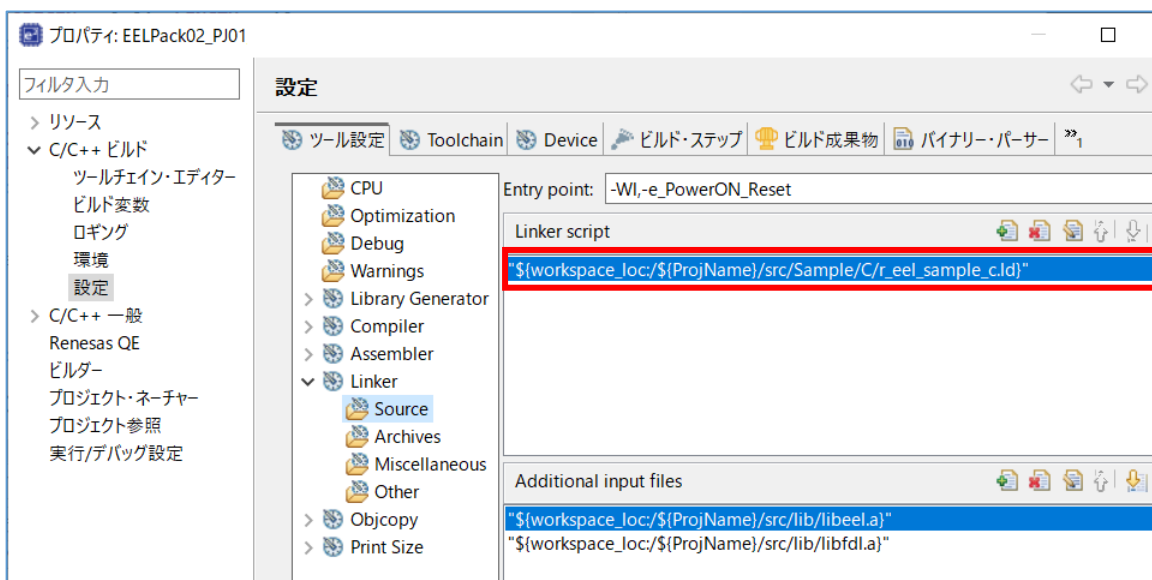 プロパティ: EELPack02_PJ01
フィルタ入力
設定
リソース
C/C++ ビルド
ツールチェイン・エディター
ビルド変数
ロギング
環境
設定
C/C++ 一般
Renesas QE
ビルダー
プロジェクト・ネーチャー
プロジェクト参照
実行/デバッグ設定
ツール設定 Toolchain Device ビルド・ステップ ビルド成果物 バイナリー・パーサー »1
CPU
Optimization
Debug
Warnings
Library Generator
Compiler
Assembler
Linker
Source
Archives
Miscellaneous
Other
Objcopy
Print Size
Entry point: -Wl,-e_PowerON_Reset
Linker script
"${workspace_loc:/${ProjName}/src/Sample/C/r_eel_sample_c.ld}"
Additional input files
"${workspace_loc:/${ProjName}/src/lib/libeel.a}"
"${workspace_loc:/${ProjName}/src/lib/libfdl.a}"